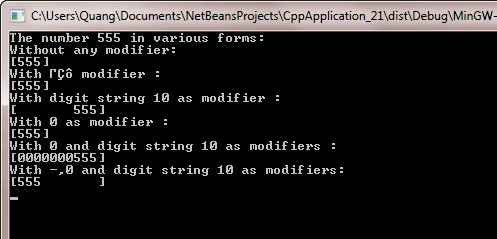 C:\Users\Quang\Documents\NetBeansProjects\CppApplication_21\dist\Debug\MinGW-
The number 555 in various forms:
Without any modifier:
[555]
With ΓÇô modifier :
[555]
With digit string 10 as modifier :
[       555]
With 0 as modifier :
[555]
With 0 and digit string 10 as modifiers :
[0000000555]
With -,0 and digit string 10 as modifiers:
[555       ]